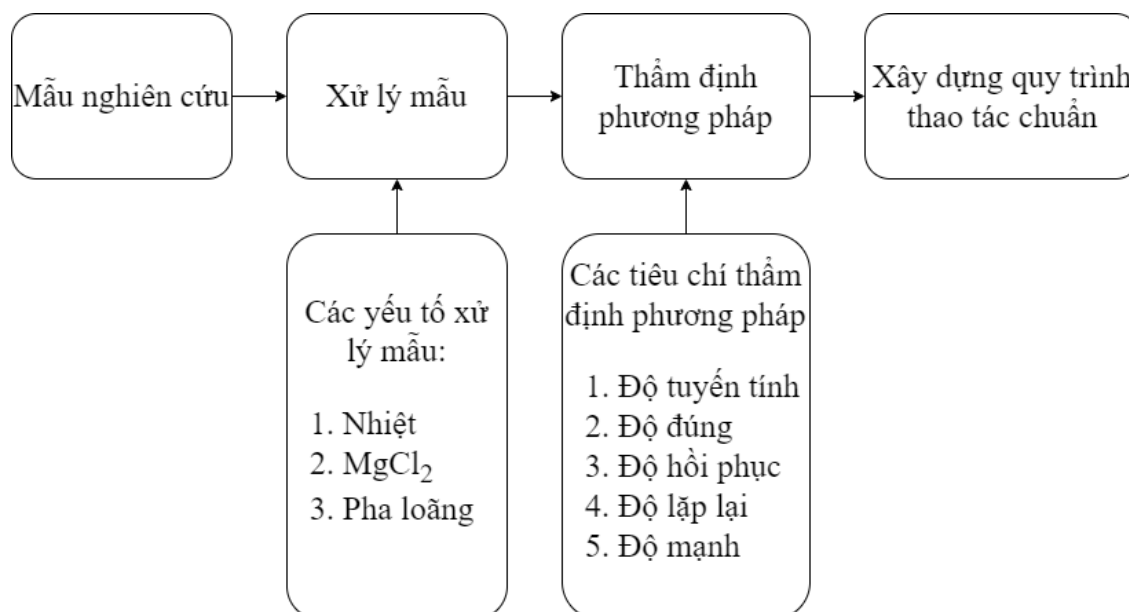 Mẫu nghiên cứu
Xử lý mẫu
Thẩm định
phương pháp
Xây dựng quy trình
thao tác chuẩn
Các yếu tố xử
lý mẫu:
1. Nhiệt
2. MgCl₂
3. Pha loãng
Các tiêu chí thẩm
định phương pháp
1. Độ tuyến tính
2. Độ đúng
3. Độ hồi phục
4. Độ lặp lại
5. Độ mạnh